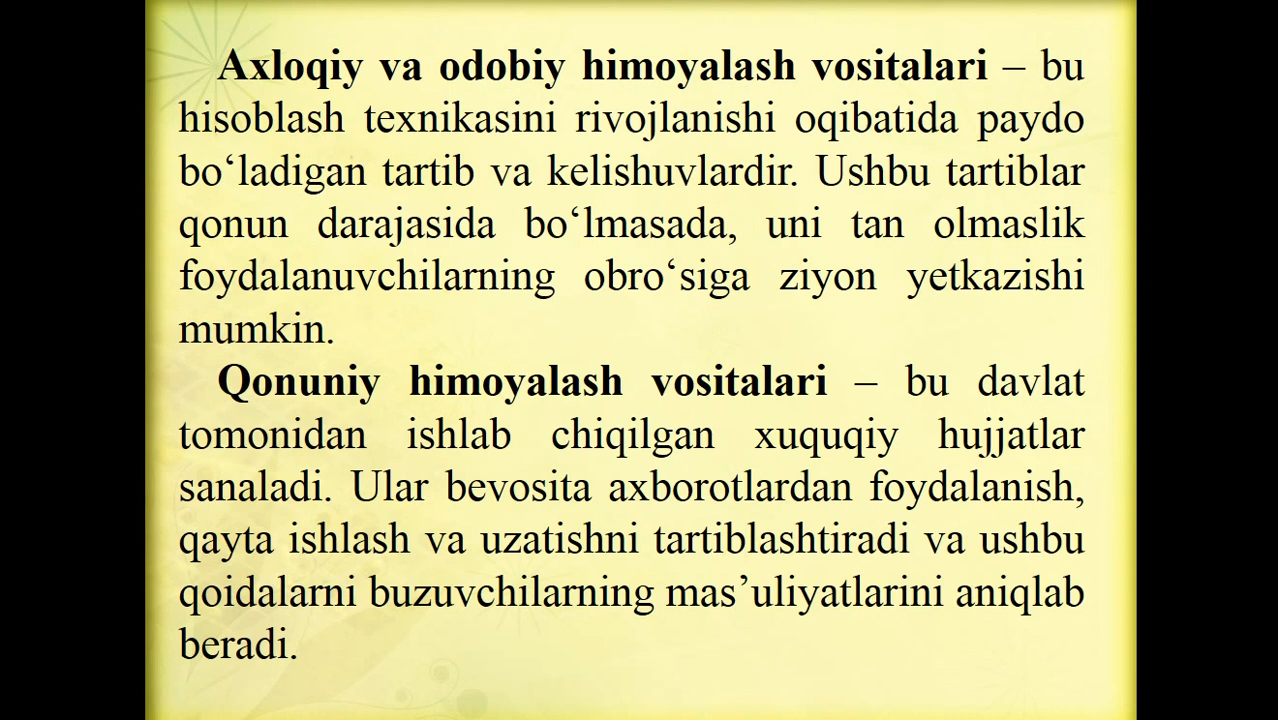 Axloqiy va odobiy himoyalash vositalari – bu
hisoblash texnikasini rivojlanishi oqibatida paydo
bo‘ladigan tartib va kelishuvlardir. Ushbu tartiblar
qonun darajasida bo‘lmasada, uni tan olmaslik
foydalanuvchilarning obro‘siga ziyon yetkazishi
mumkin.
Qonuniy himoyalash vositalari – bu davlat
tomonidan ishlab chiqilgan xuquqiy hujjatlar
sanaladi. Ular bevosita axborotlardan foydalanish,
qayta ishlash va uzatishni tartiblashtiradi va ushbu
qoidalarni buzuvchilarning mas’uliyatlarini aniqlab
beradi.